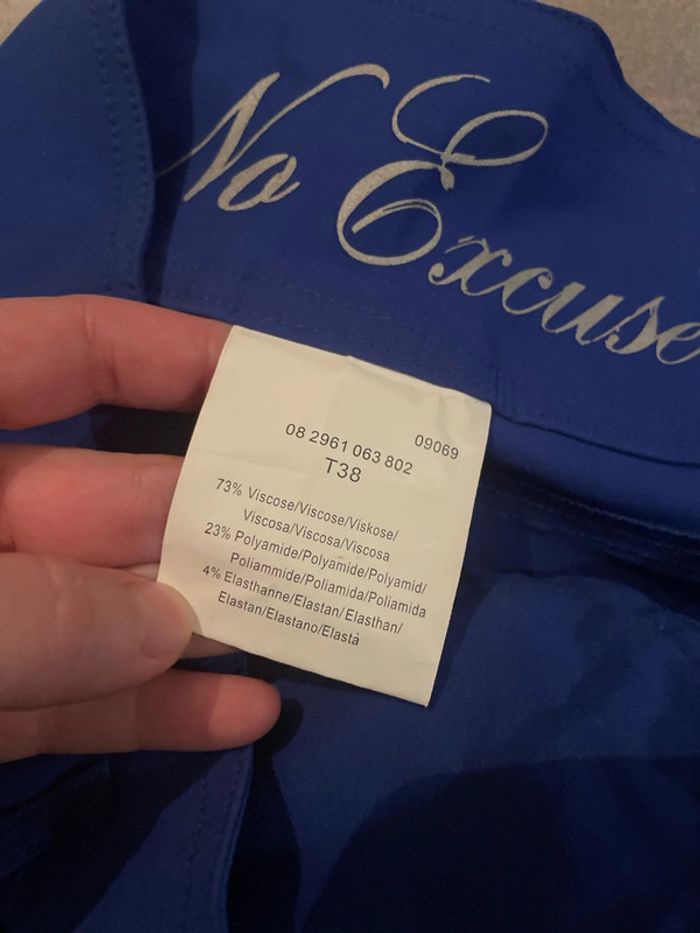 No Excuse
09069
08 2961 063 802
T38
73% Viscose/Viscose/Viskose/
Viscosa/Viscosa/Viscosa
23% Polyamide/Polyamide/Polyamid/
Poliammide/Poliamida/Poliamida
4% Elasthanne/Elastan/ Elasthan/
Elastan/Elastano/Elastà